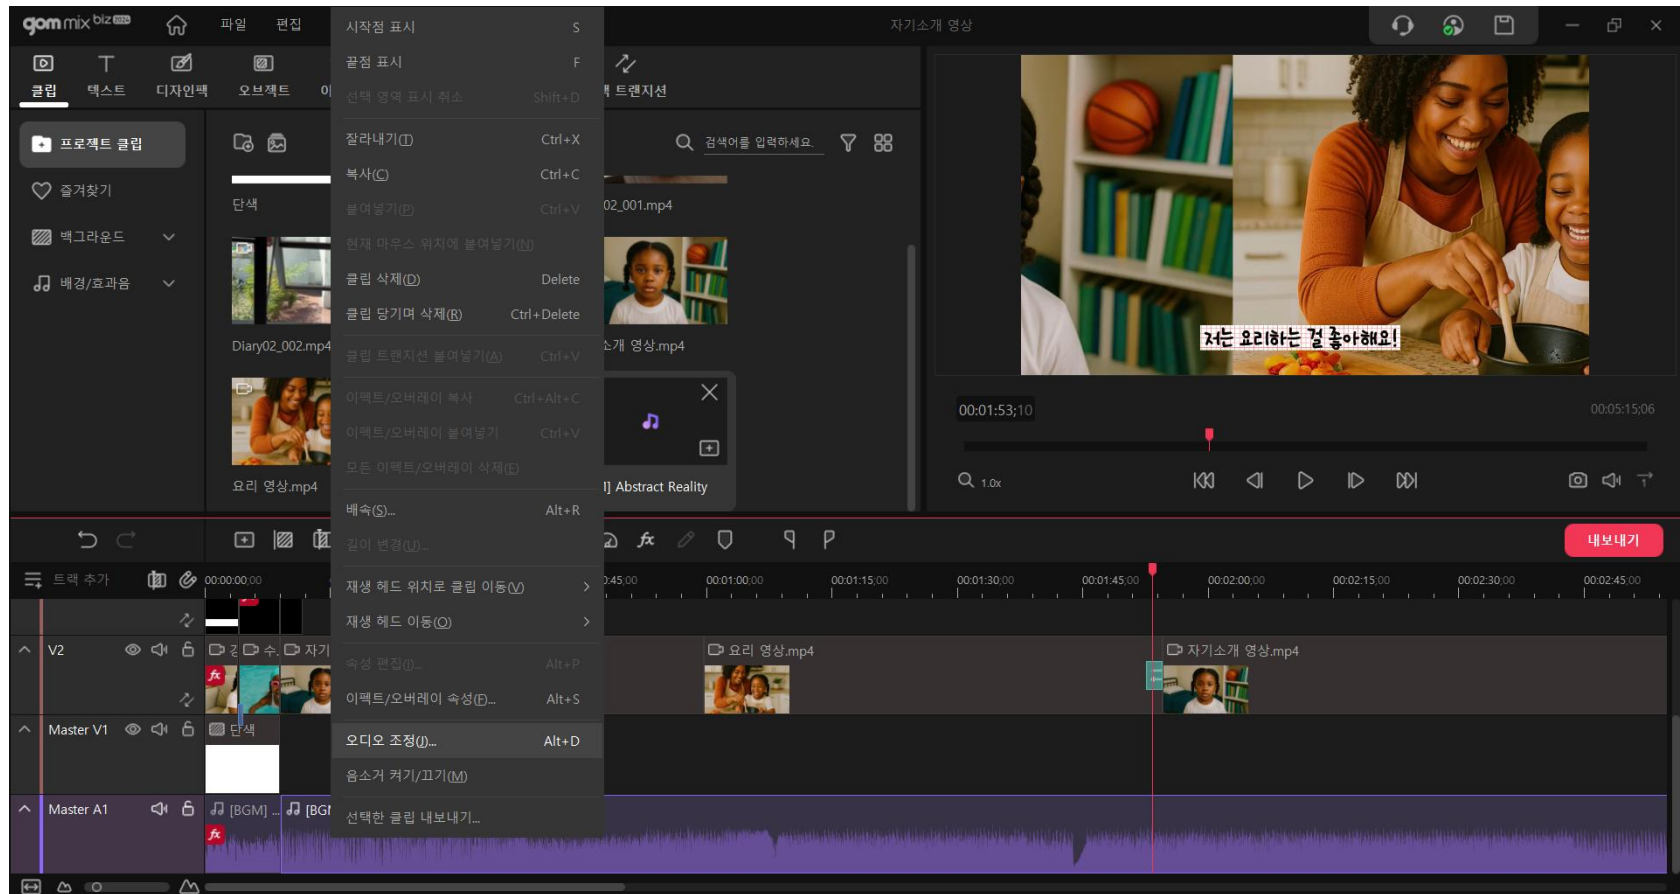 gom mix biz 2024
파일 편집
자기소개 영상
클립 텍스트 디자인팩 오브젝트
트랜지션
프로젝트 클립
즐겨찾기
백그라운드
배경/효과음
검색어를 입력하세요.
단색
02_001.mp4
Diary02_002.mp4
소개 영상.mp4
요리 영상.mp4
Abstract Reality
시작점 표시 S
끝점 표시 F
선택 영역 표시 취소 Shift+D
잘라내기(T) Ctrl+X
복사(C) Ctrl+C
붙여넣기(P) Ctrl+V
현재 마우스 위치에 붙여넣기(N)
클립 삭제(D) Delete
클립 당기며 삭제(R) Ctrl+Delete
클립 트랜지션 붙여넣기(A) Ctrl+V
이펙트/오버레이 복사 Ctrl+Alt+C
이펙트/오버레이 붙여넣기 Ctrl+V
모든 이펙트/오버레이 삭제(E)
배속(S)... Alt+R
길이 변경(U)...
재생 헤드 위치로 클립 이동(V)
재생 헤드 이동(O)
속성 편집(I)... Alt+P
이펙트/오버레이 속성(F)... Alt+S
오디오 조정(J)... Alt+D
음소거 켜기/끄기(M)
선택한 클립 내보내기...
저는 요리하는 걸 좋아해요!
00:01:53;10
00:05:15;06
1.0x
fx
내보내기
트랙 추가
00:00:00;00 0:45;00 00:01:00;00 00:01:15;00 00:01:30;00 00:01:45;00 00:02:00;00 00:02:15;00 00:02:30;00 00:02:45;00
V2
수. 자기
요리 영상.mp4
자기소개 영상.mp4
fx
Master V1
단색
Master A1
[BGM] ...
fx